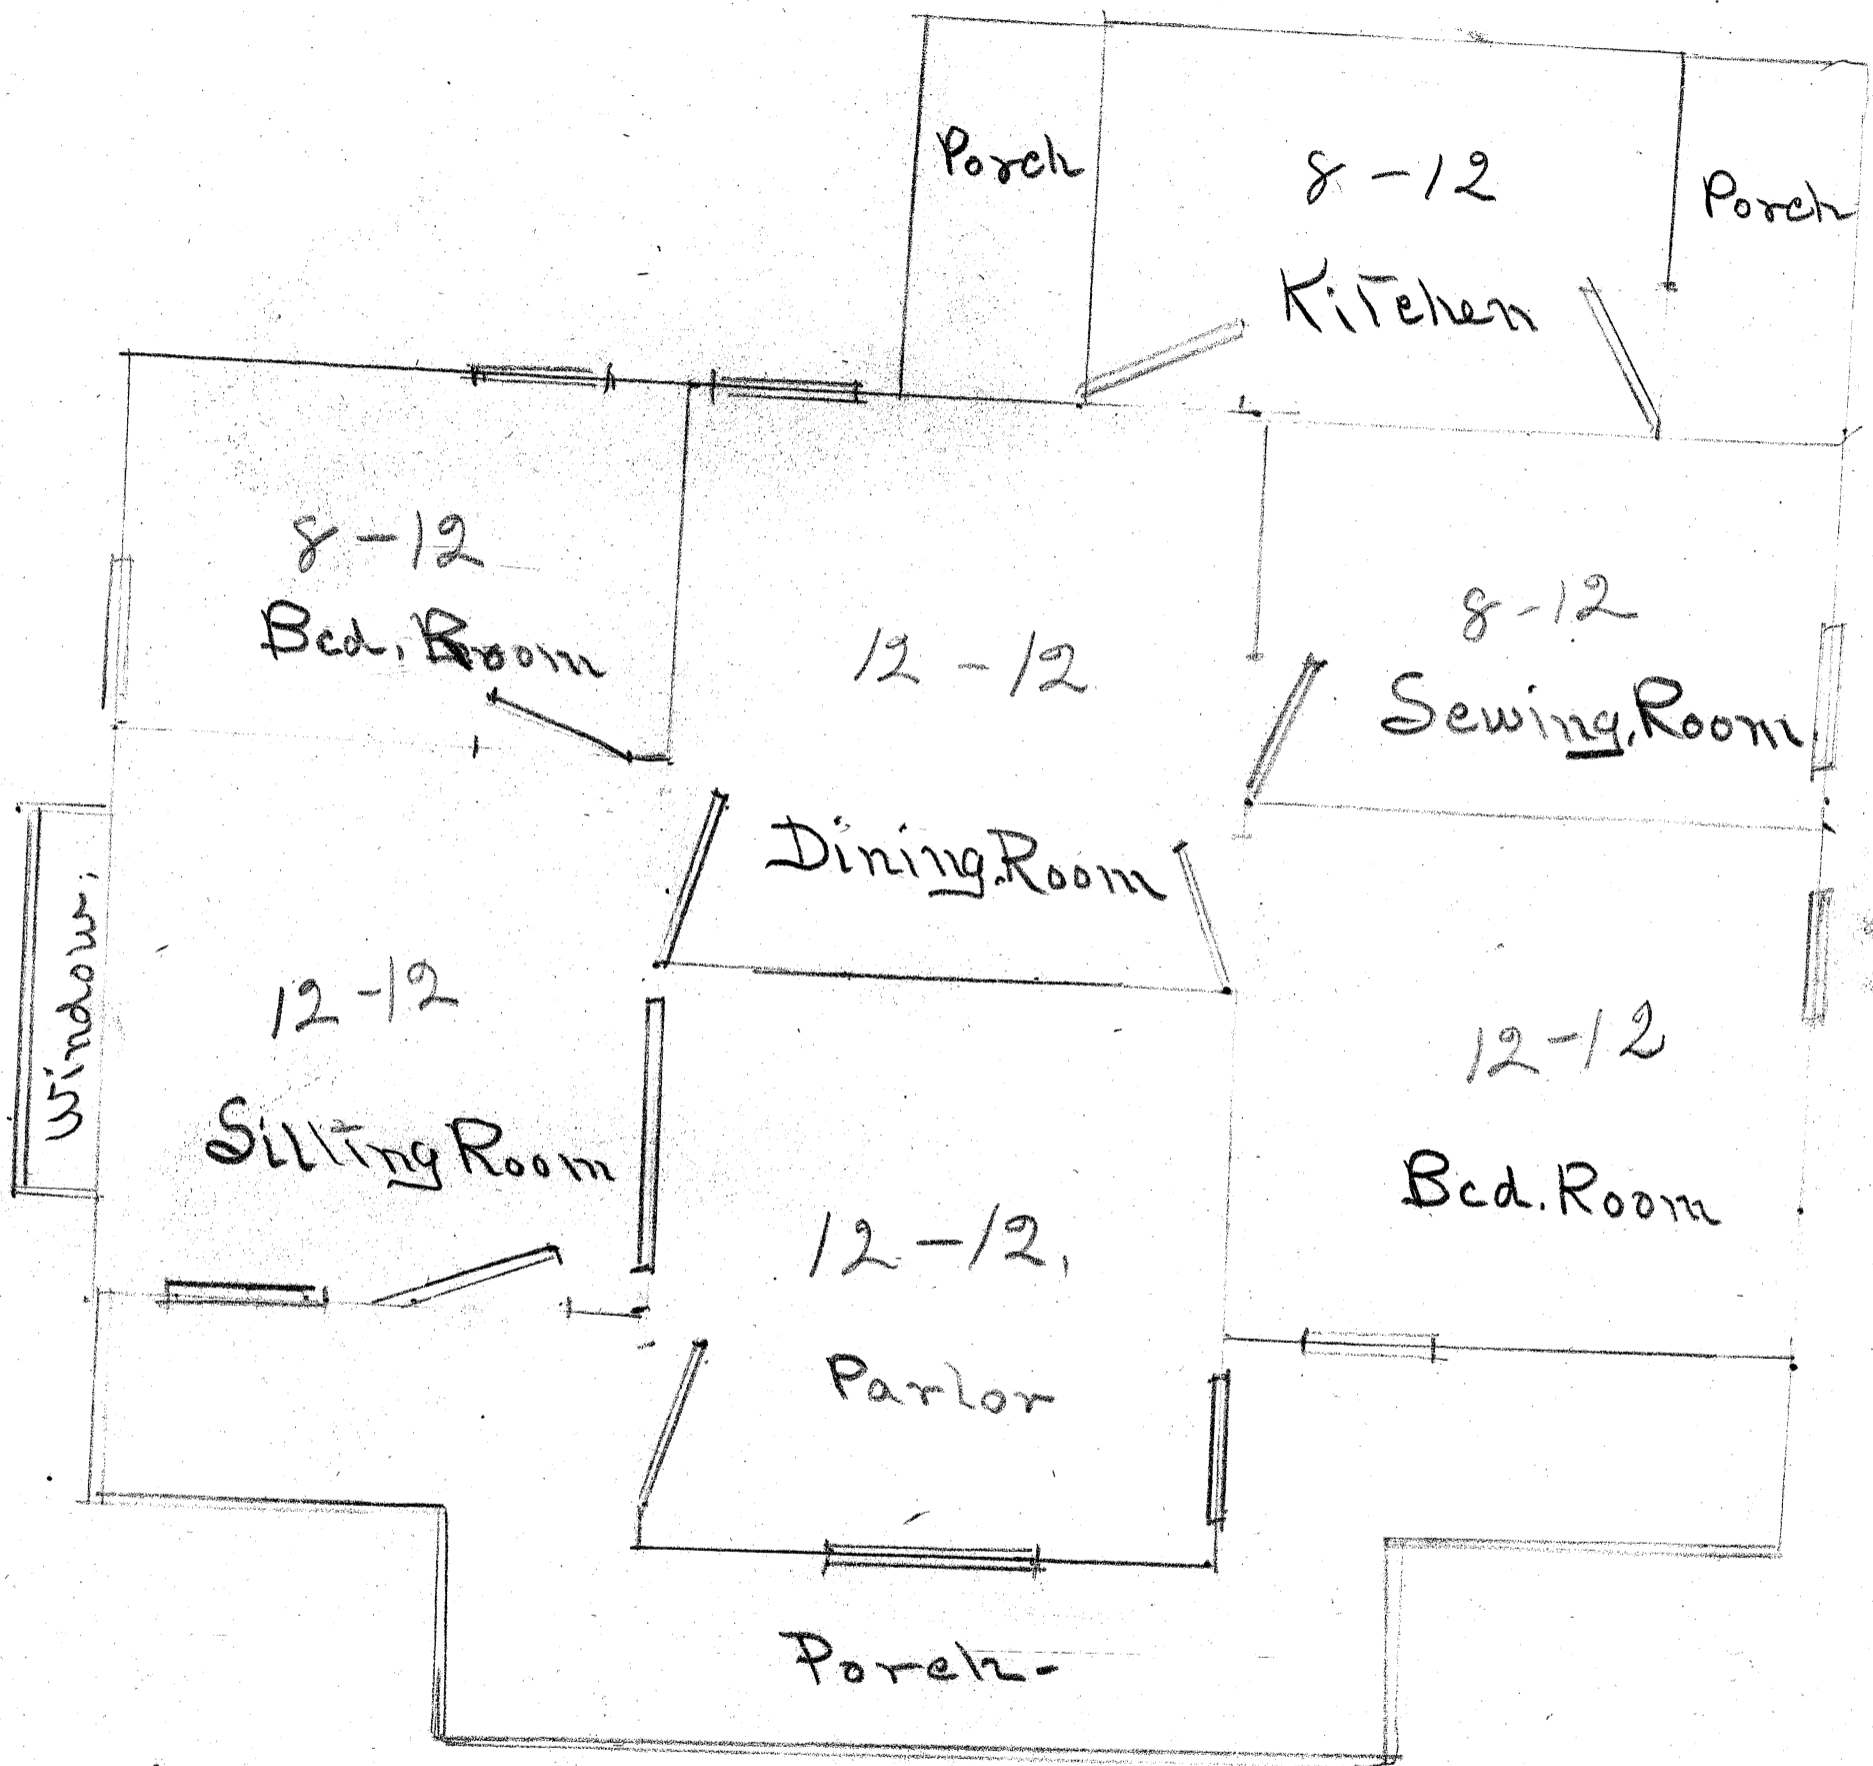 Porch
8-12
Kitchen
Porch
8-12
Bed. Room
12-12
Dining.Room
8-12
Sewing.Room
Window.
12-12
Sitting Room
12-12.
Parlor
12-12
Bed.Room
Porch-